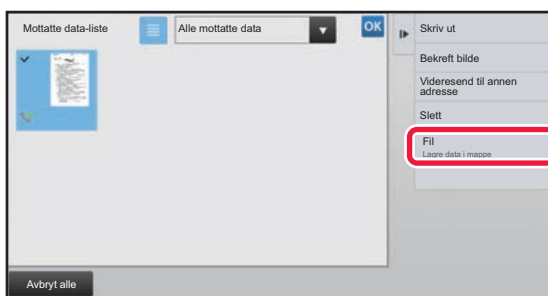 Mottatte data-liste
Alle mottatte data
OK
Skriv ut
Bekreft bilde
Videresend til annen
adresse
Slett
Fil
Lagre data i mappe
Avbryt alle